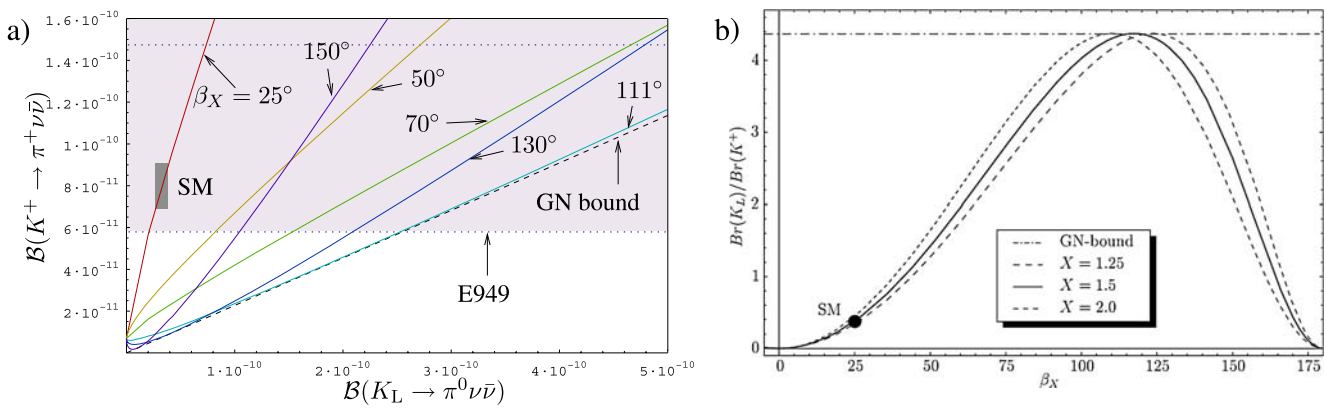 a)
1.6·10⁻¹⁰
1.4·10⁻¹⁰
1.2·10⁻¹⁰
1·10⁻¹⁰
8·10⁻¹¹
6·10⁻¹¹
4·10⁻¹¹
2·10⁻¹¹
B(K⁺ → π⁺νν̄)
150°
50°
β_X = 25°
70°
111°
130°
SM
GN bound
E949
1·10⁻¹⁰ 2·10⁻¹⁰ 3·10⁻¹⁰ 4·10⁻¹⁰ 5·10⁻¹⁰
B(K_L → π⁰νν̄)
b)
4
3
2
1
0
Br(K_L)/Br(K⁺)
SM
GN-bound
X = 1.25
X = 1.5
X = 2.0
0 25 50 75 100 125 150 175
β_X